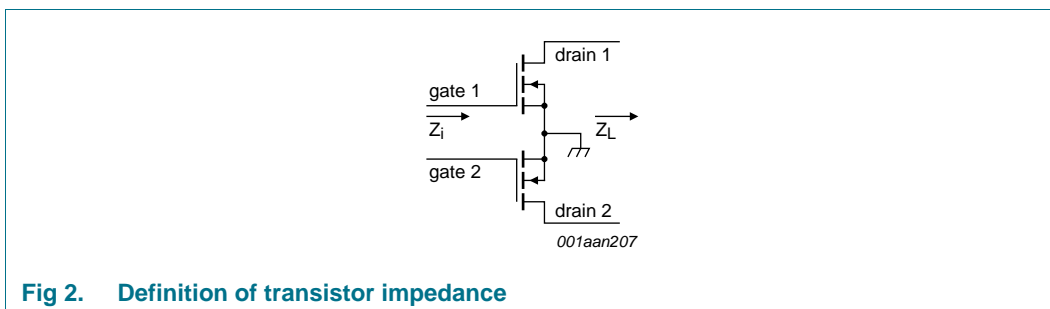 drain 1
gate 1
Zi
ZL
gate 2
drain 2
001aan207
Fig 2. Definition of transistor impedance